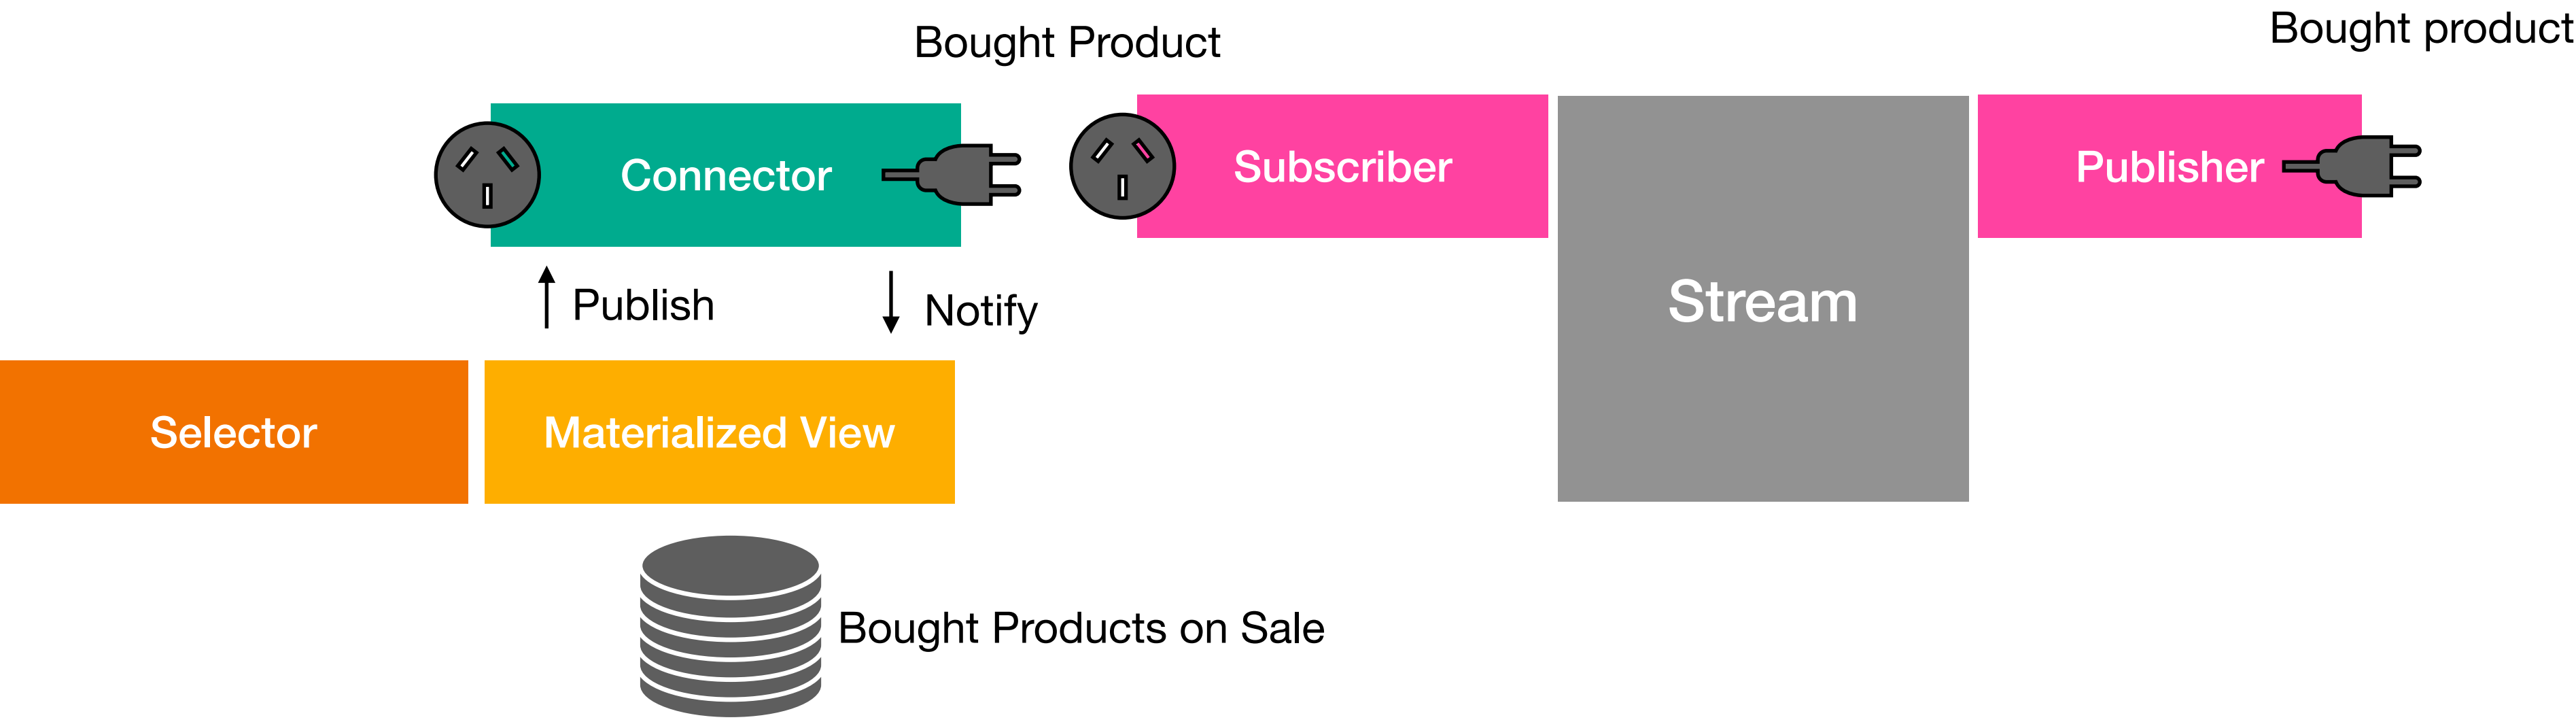 Bought product
Bought Product
Connector
Subscriber
Publisher
Stream
Publish
Notify
Selector
Materialized View
Bought Products on Sale